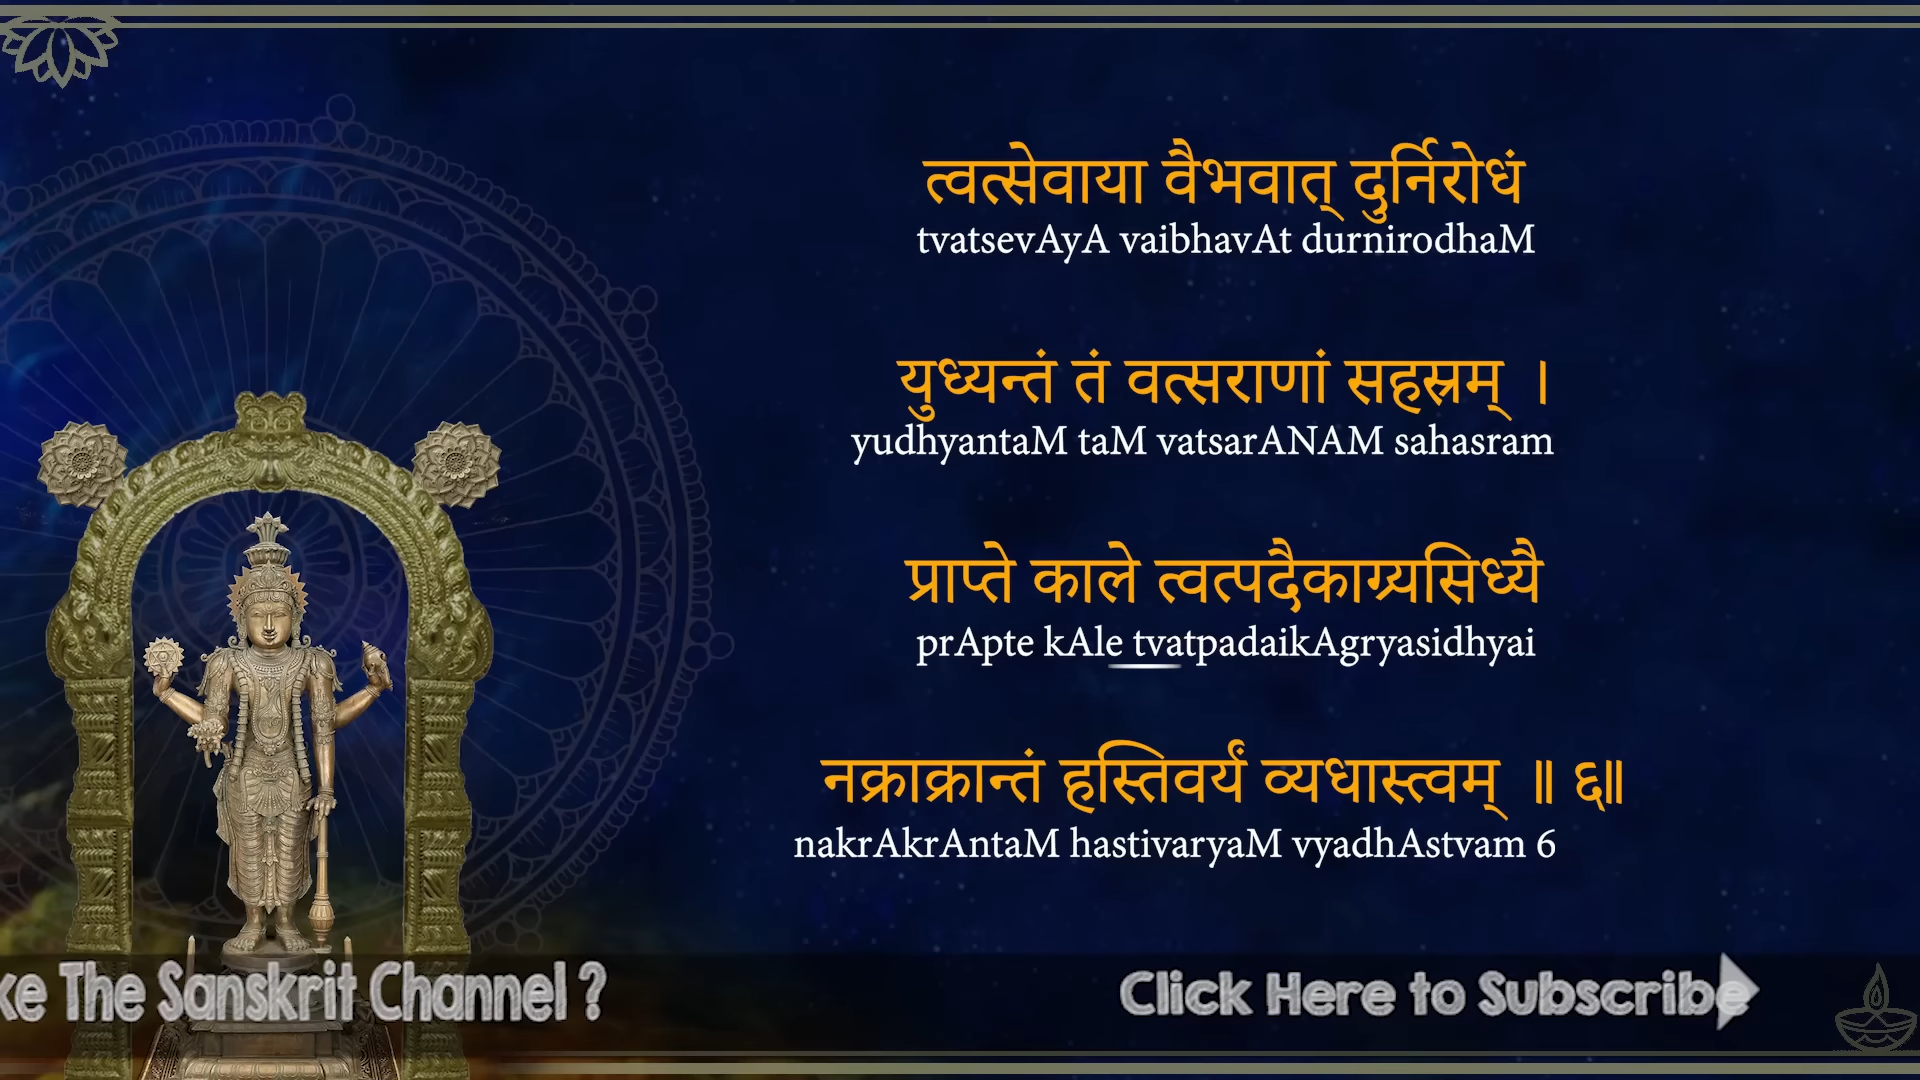 त्वत्सेवाया वैभवात् दुर्निरोधं
tvatsevAyA vaibhavAt durnirodhaM
युध्यन्तं तं वत्सराणां सहस्रम् ।
yudhyantaM taM vatsarANAM sahasram
प्राप्ते काले त्वत्पदैकाग्र्यसिध्यै
prApte kAle tvatpadaikAgryasidhyai
नक्राक्रान्तं हस्तिवर्यं व्यधास्त्वम् ॥ ६॥
nakrAkrAntaM hastivaryaM vyadhAstvam 6
ke The Sanskrit Channel ?
Click Here to Subscribe